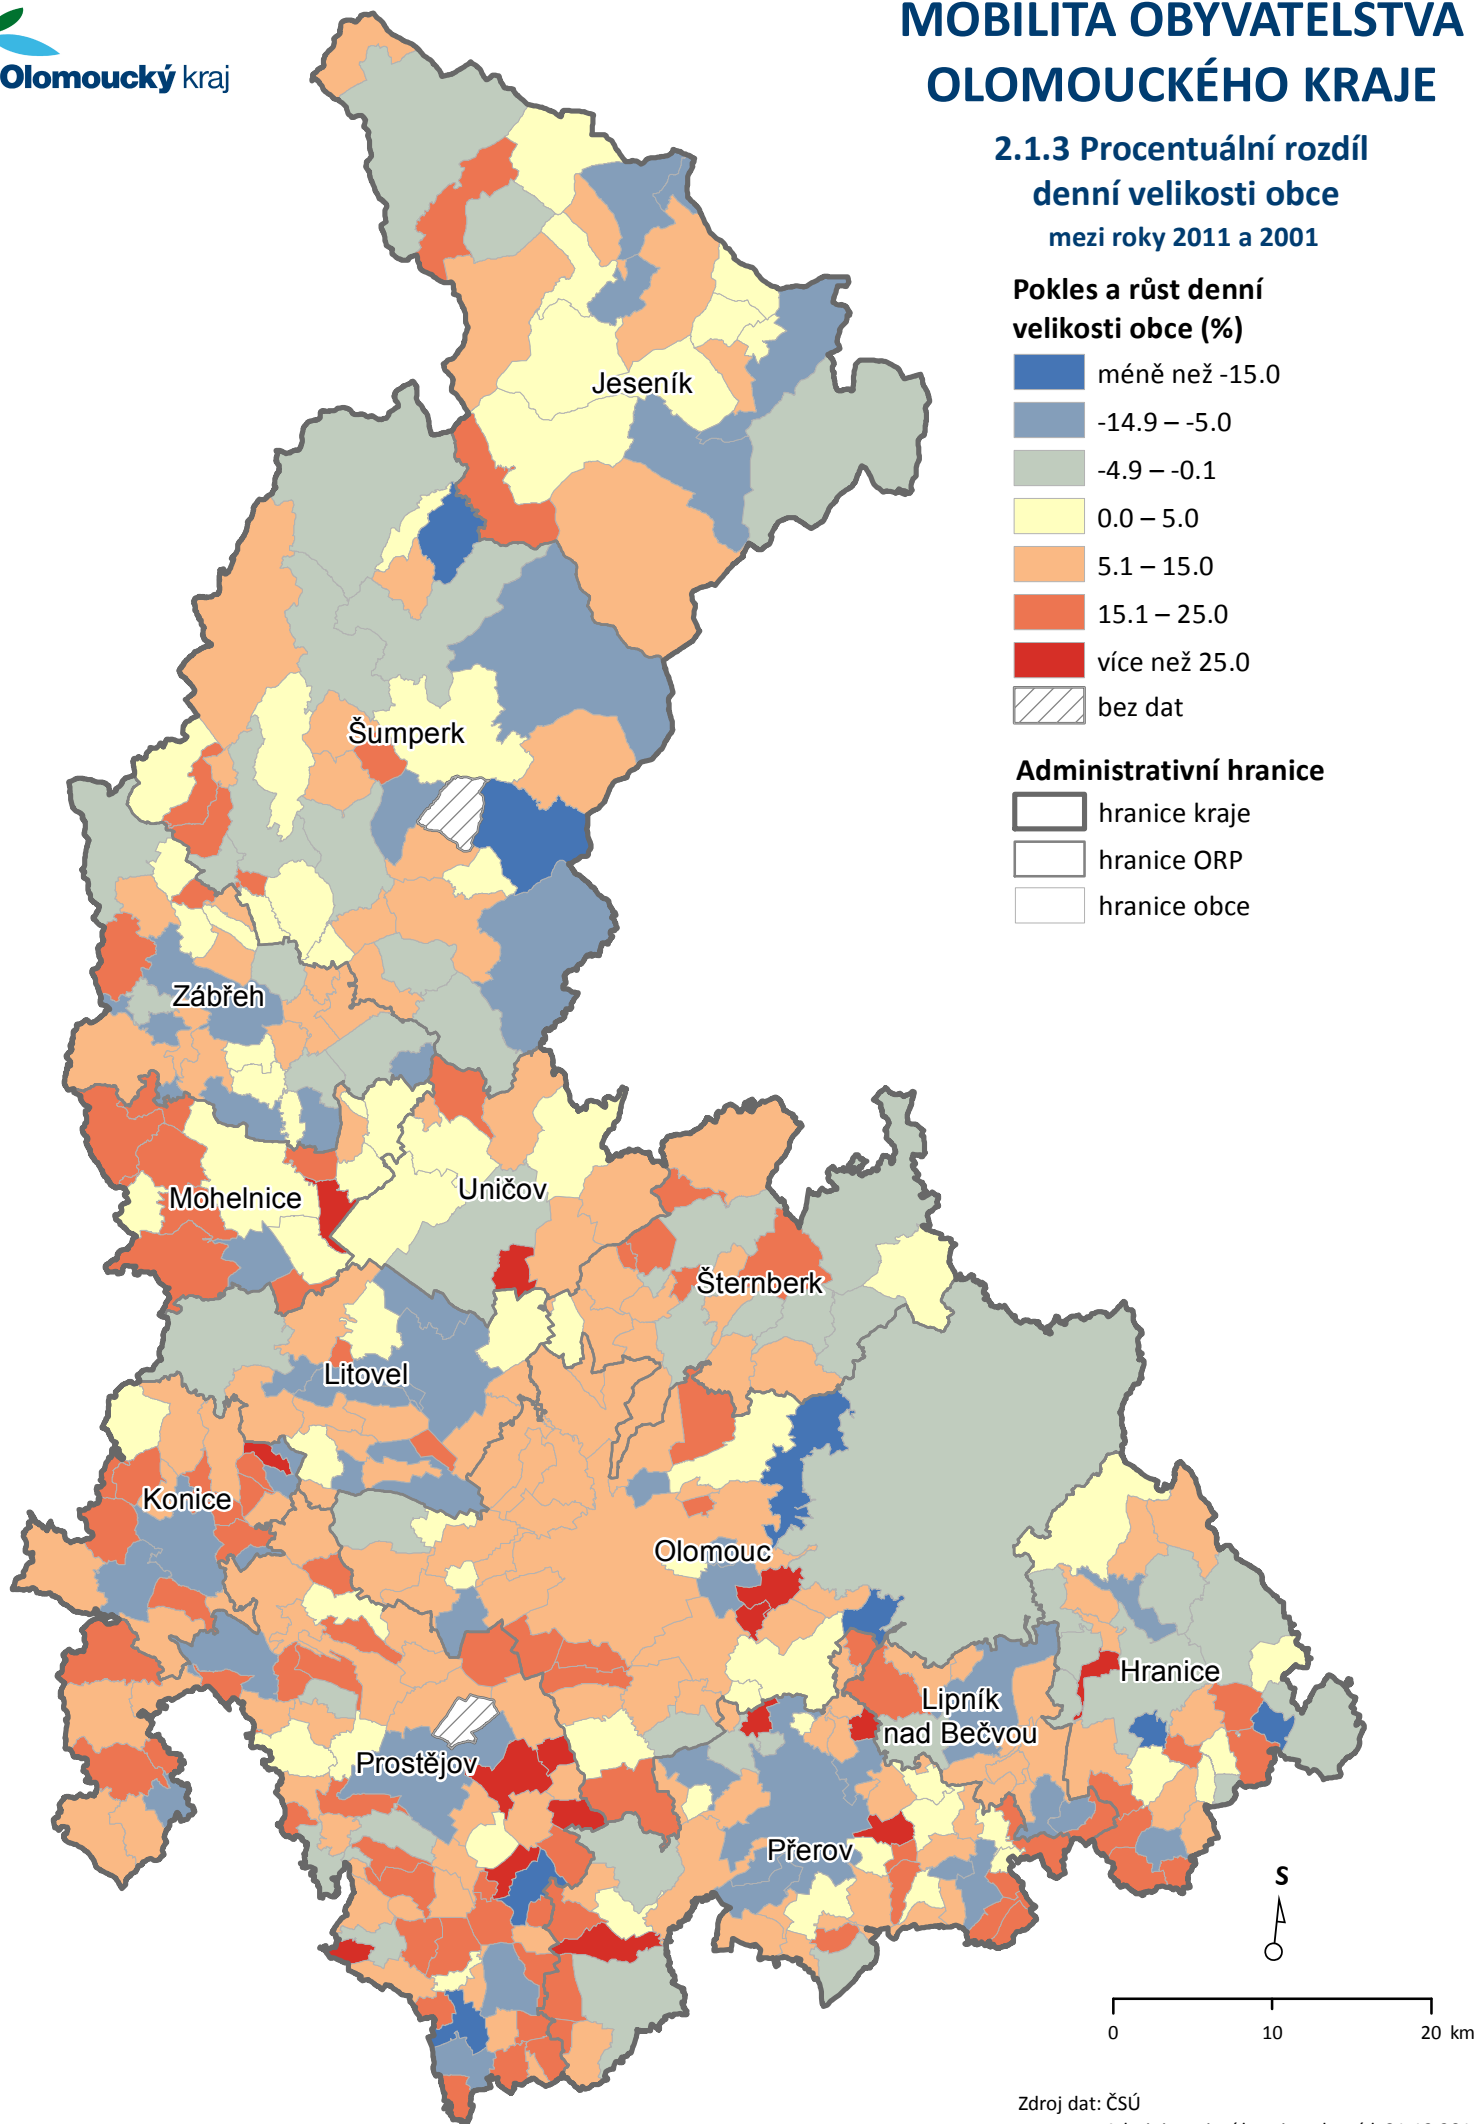 Olomoucký kraj
MOBILITA OBYVATELSTVA
OLOMOUCKÉHO KRAJE
2.1.3 Procentuální rozdíl
denní velikosti obce
mezi roky 2011 a 2001
Pokles a růst denní
velikosti obce (%)
méně než -15.0
-14.9 – -5.0
-4.9 – -0.1
0.0 – 5.0
5.1 – 15.0
15.1 – 25.0
více než 25.0
bez dat
Administrativní hranice
hranice kraje
hranice ORP
hranice obce
Jeseník
Šumperk
Zábřeh
Mohelnice
Uničov
Šternberk
Litovel
Konice
Olomouc
Hranice
Lipník
nad Bečvou
Prostějov
Přerov
S
0 10 20 km
Zdroj dat: ČSÚ